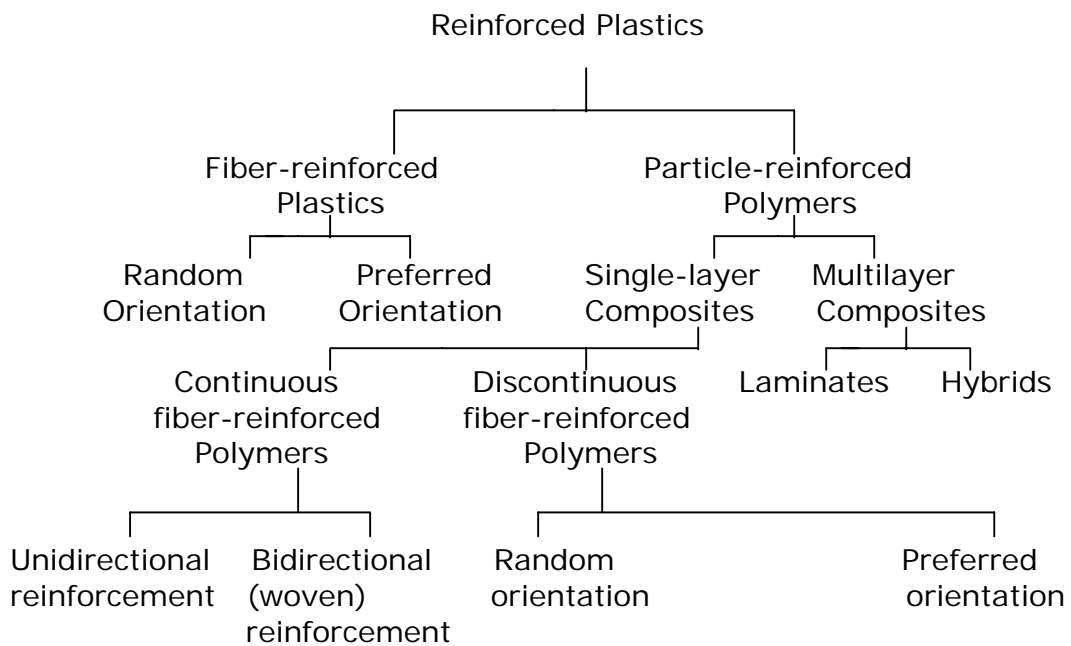 Reinforced Plastics
Fiber-reinforced
Plastics
Particle-reinforced
Polymers
Random
Orientation
Preferred
Orientation
Single-layer
Composites
Multilayer
Composites
Continuous
fiber-reinforced
Polymers
Discontinuous
fiber-reinforced
Polymers
Laminates
Hybrids
Unidirectional
reinforcement
Bidirectional
(woven)
reinforcement
Random
orientation
Preferred
orientation